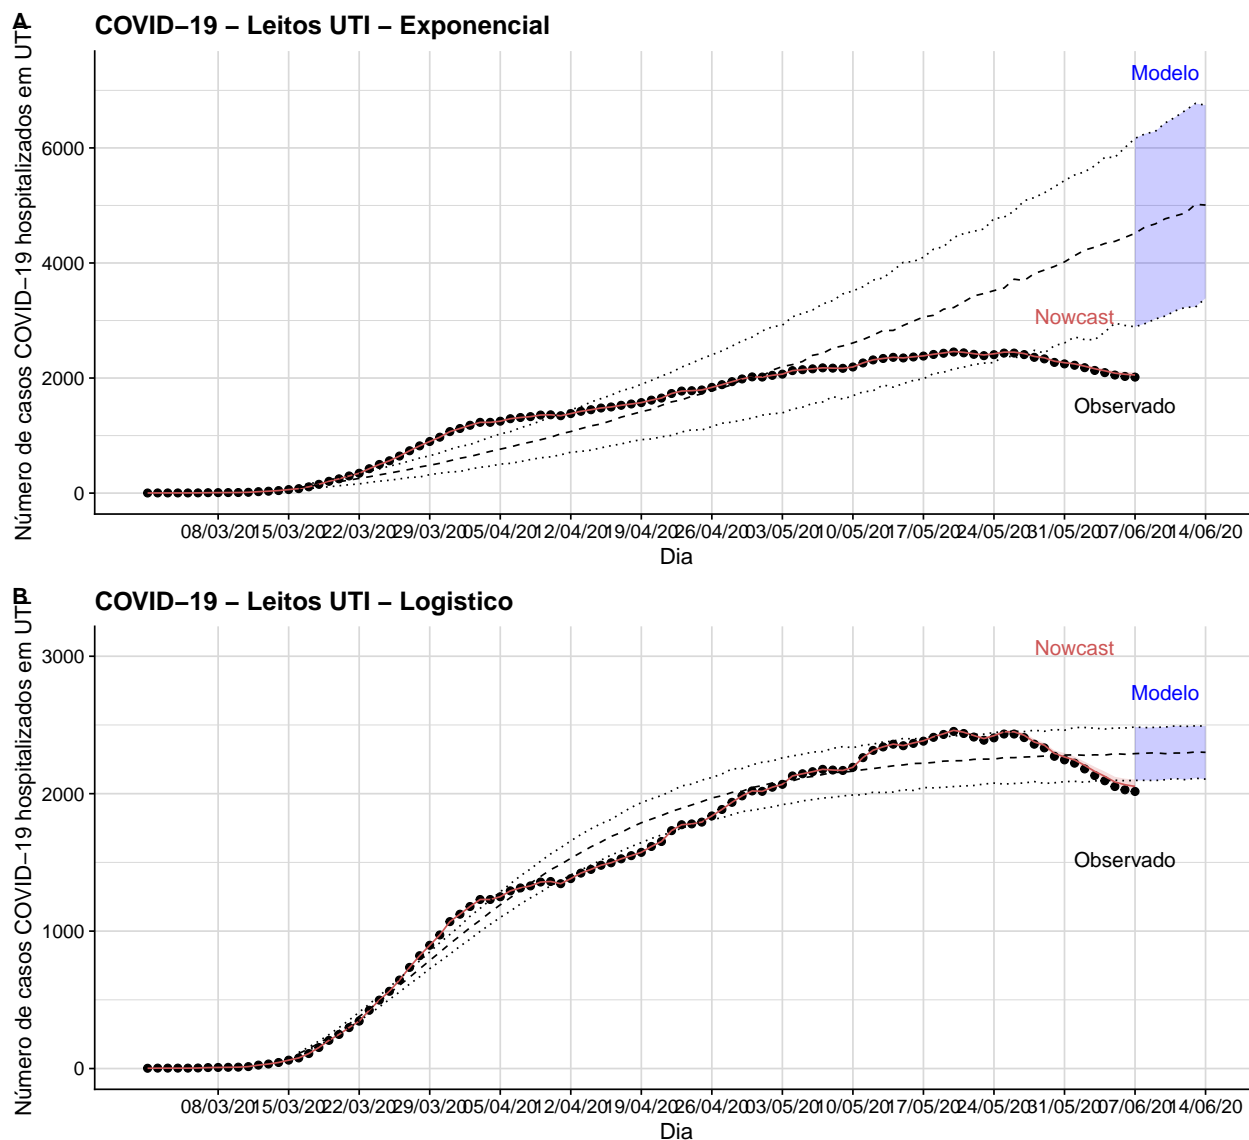 A
COVID−19 − Leitos UTI − Exponencial
Número de casos COVID−19 hospitalizados em UTI
Modelo
6000
4000
Nowcast
2000
Observado
0
08/03/20 15/03/20 22/03/20 29/03/20 05/04/20 12/04/20 19/04/20 26/04/20 03/05/20 10/05/20 17/05/20 24/05/20 31/05/20 07/06/20 14/06/20
Dia
B
COVID−19 − Leitos UTI − Logistico
Número de casos COVID−19 hospitalizados em UTI
3000
Nowcast
Modelo
2000
Observado
1000
0
08/03/20 15/03/20 22/03/20 29/03/20 05/04/20 12/04/20 19/04/20 26/04/20 03/05/20 10/05/20 17/05/20 24/05/20 31/05/20 07/06/20 14/06/20
Dia